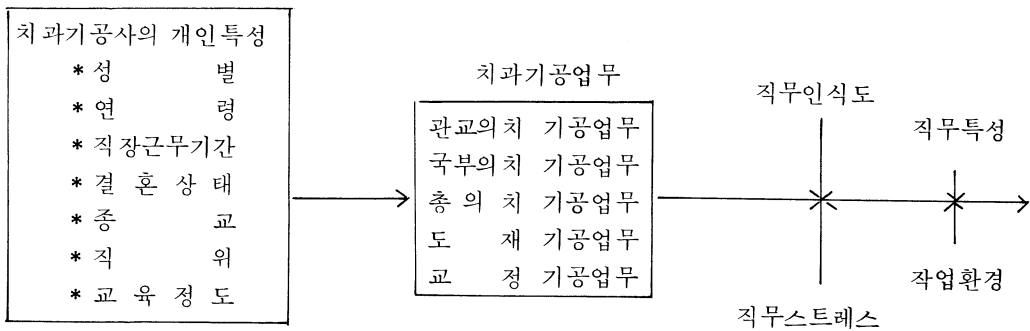 치과기공사의 개인특성
* 성 별
* 연 령
* 직장근무기간
* 결 혼 상 태
* 종 교
* 직 위
* 교 육 정 도
치과기공업무
관교의치 기공업무
국부의치 기공업무
총 의 치 기공업무
도 재 기공업무
교 정 기공업무
직무인식도
직무스트레스
직무특성
작업환경